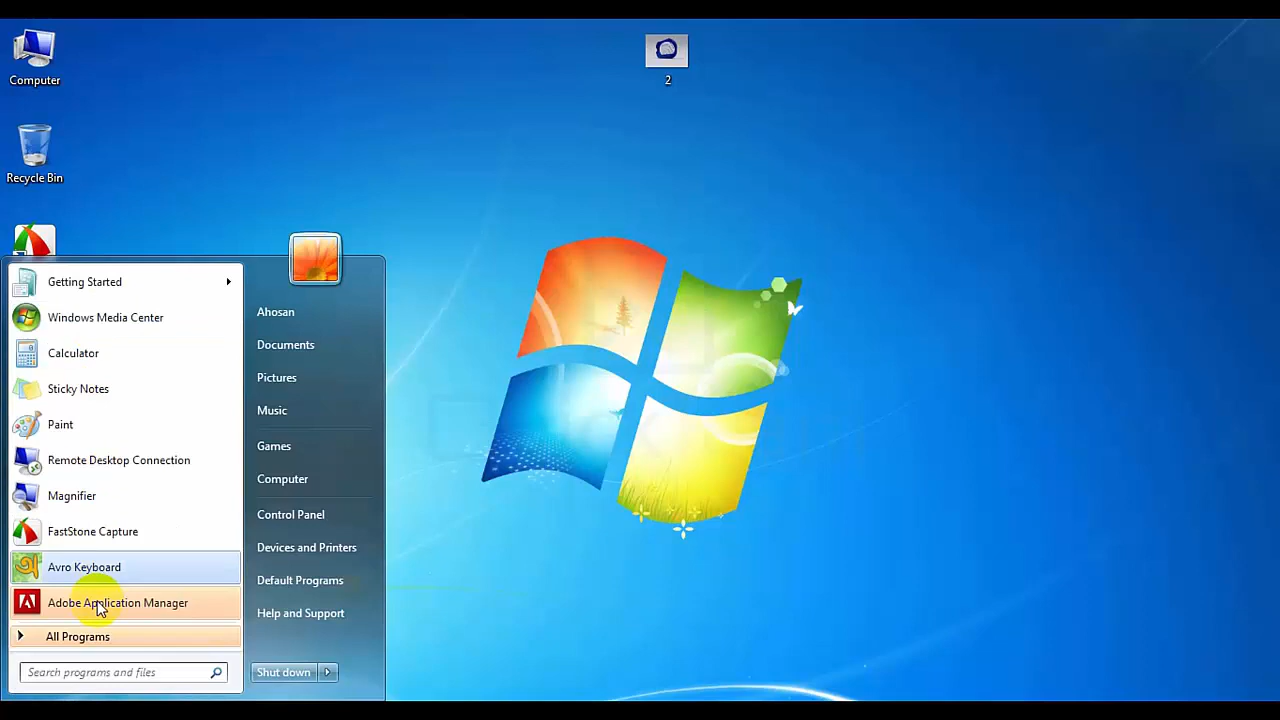 Computer
2
Recycle Bin
Getting Started
Windows Media Center
Calculator
Sticky Notes
Paint
Remote Desktop Connection
Magnifier
FastStone Capture
Avro Keyboard
Adobe Application Manager
All Programs
Search programs and files
Ahosan
Documents
Pictures
Music
Games
Computer
Control Panel
Devices and Printers
Default Programs
Help and Support
Shut down